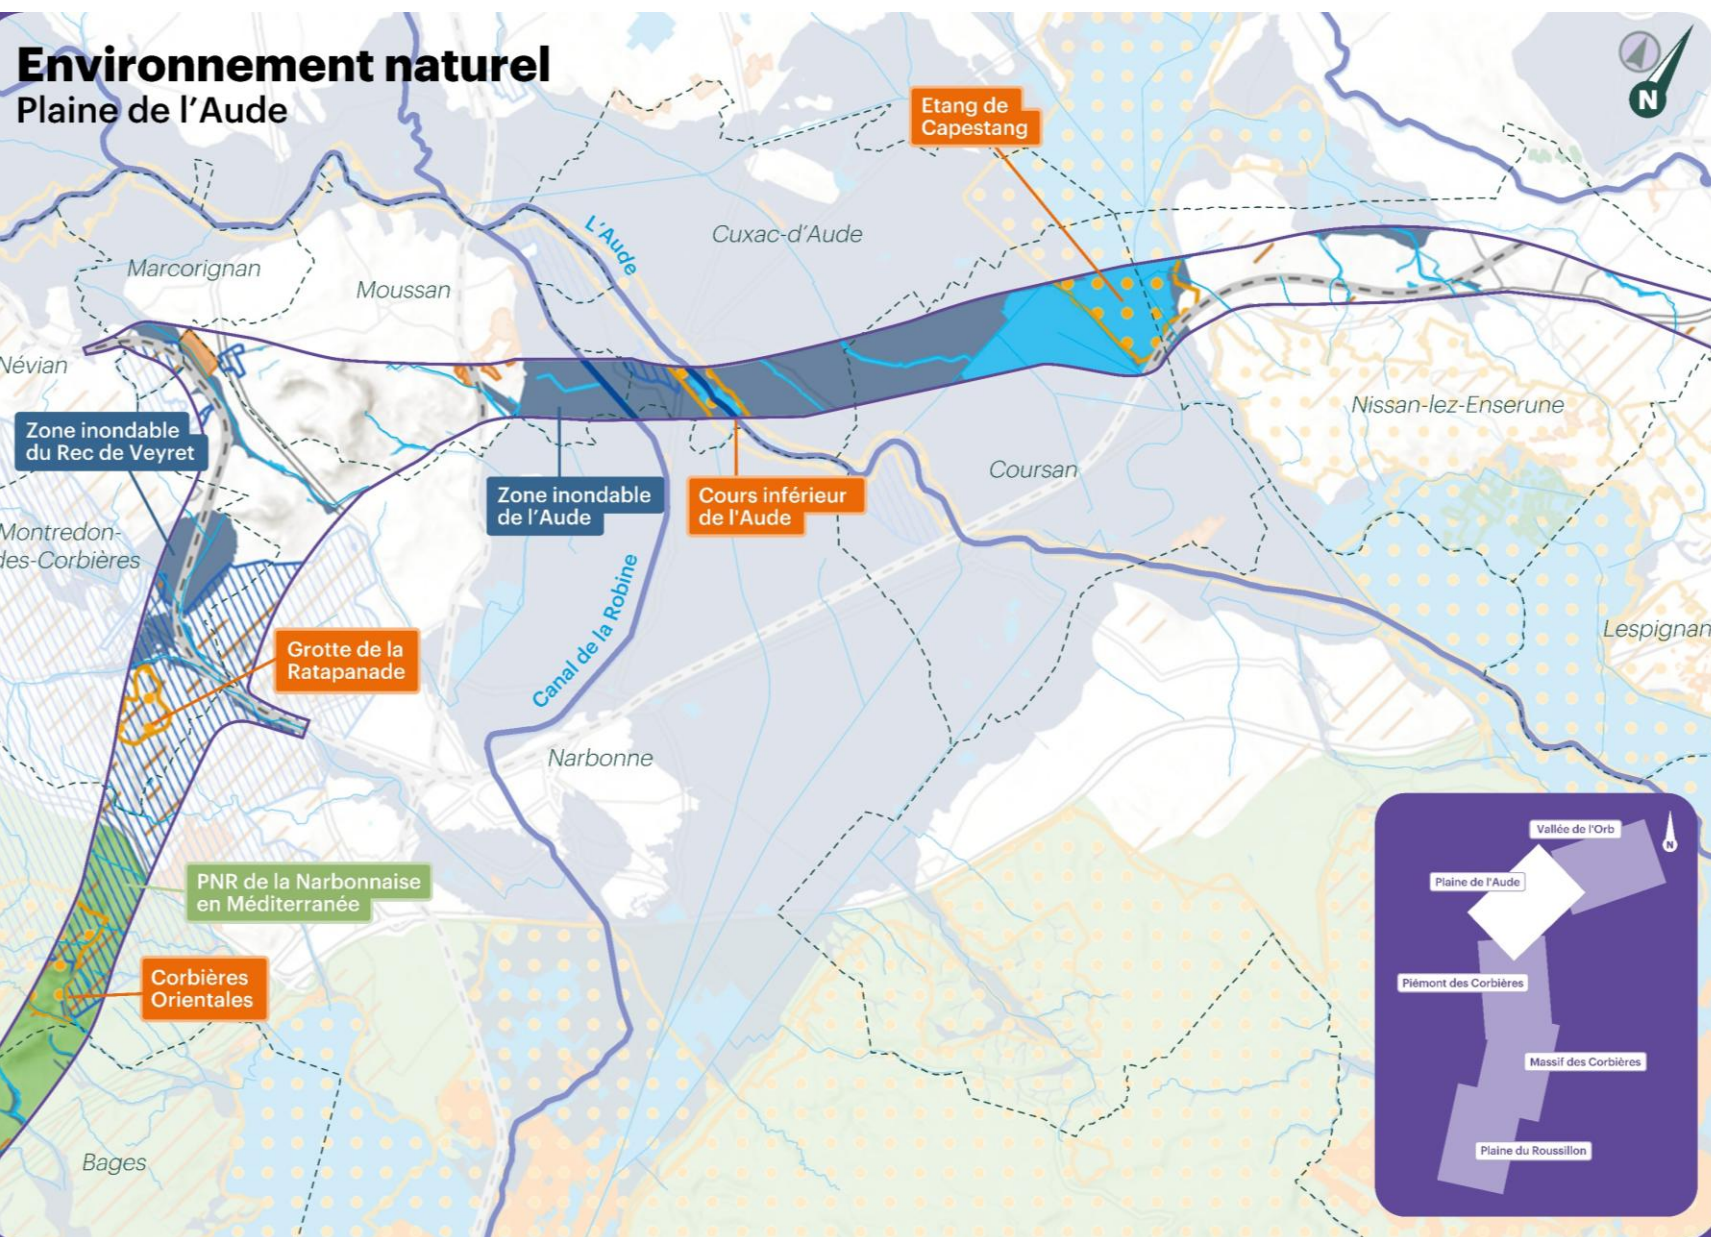 Environnement naturel
Plaine de l'Aude
N
Etang de
Capestang
L'Aude
Cuxac-d'Aude
Marcorignan
Moussan
Névian
Zone inondable
du Rec de Veyret
Nissan-lez-Enserune
Coursan
Zone inondable
de l'Aude
Cours inférieur
de l'Aude
Montredon-
des-Corbières
Canal de la Robine
Lespignan
Grotte de la
Ratapanade
Narbonne
PNR de la Narbonnaise
en Méditerranée
Corbières
Orientales
Bages
Vallée de l'Orb
N
Plaine de l'Aude
Piémont des Corbières
Massif des Corbières
Plaine du Roussillon